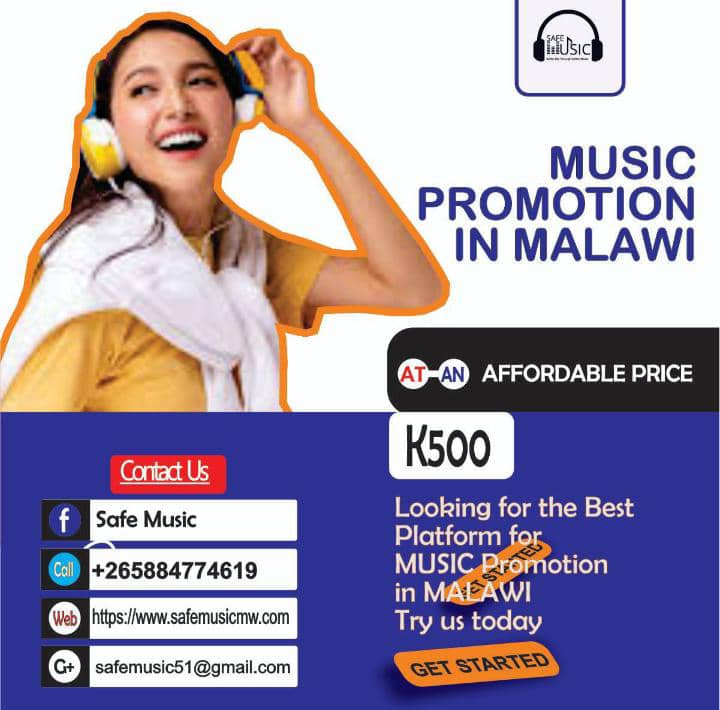 SAFE
MUSIC
MUSIC
PROMOTION
IN MALAWI
AT-AN AFFORDABLE PRICE
K500
Contact Us
f Safe Music
Call +265884774619
Web https://www.safemusicmw.com
G+ safemusic51@gmail.com
Looking for the Best
Platform for
MUSIC Promotion
in MALAWI
Try us today
GET STARTED
GET STARTED